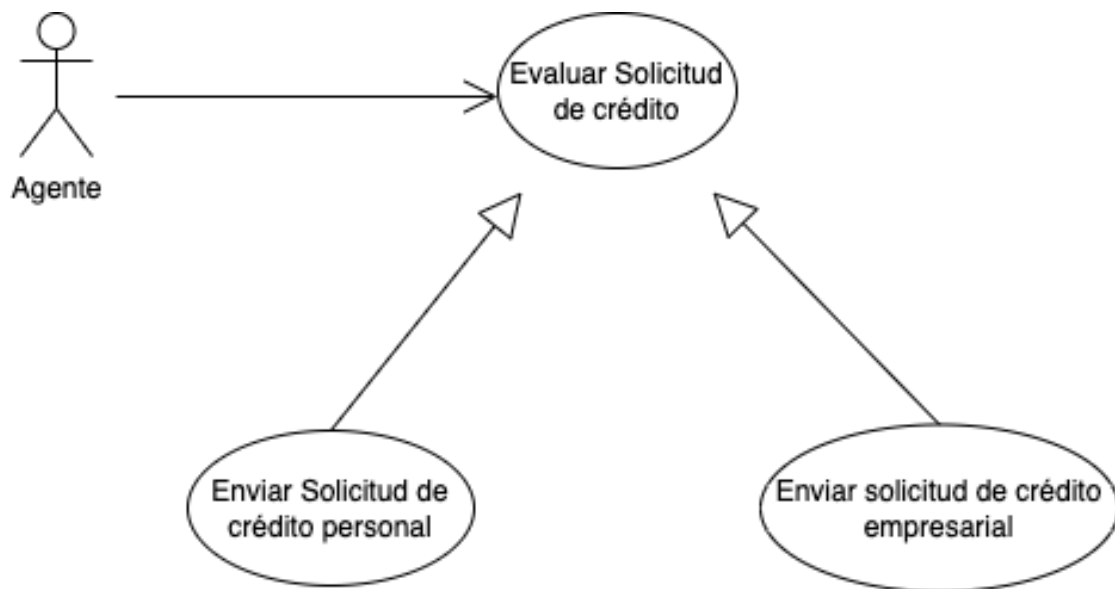 Evaluar Solicitud
de crédito
Agente
Enviar Solicitud de
crédito personal
Enviar solicitud de crédito
empresarial